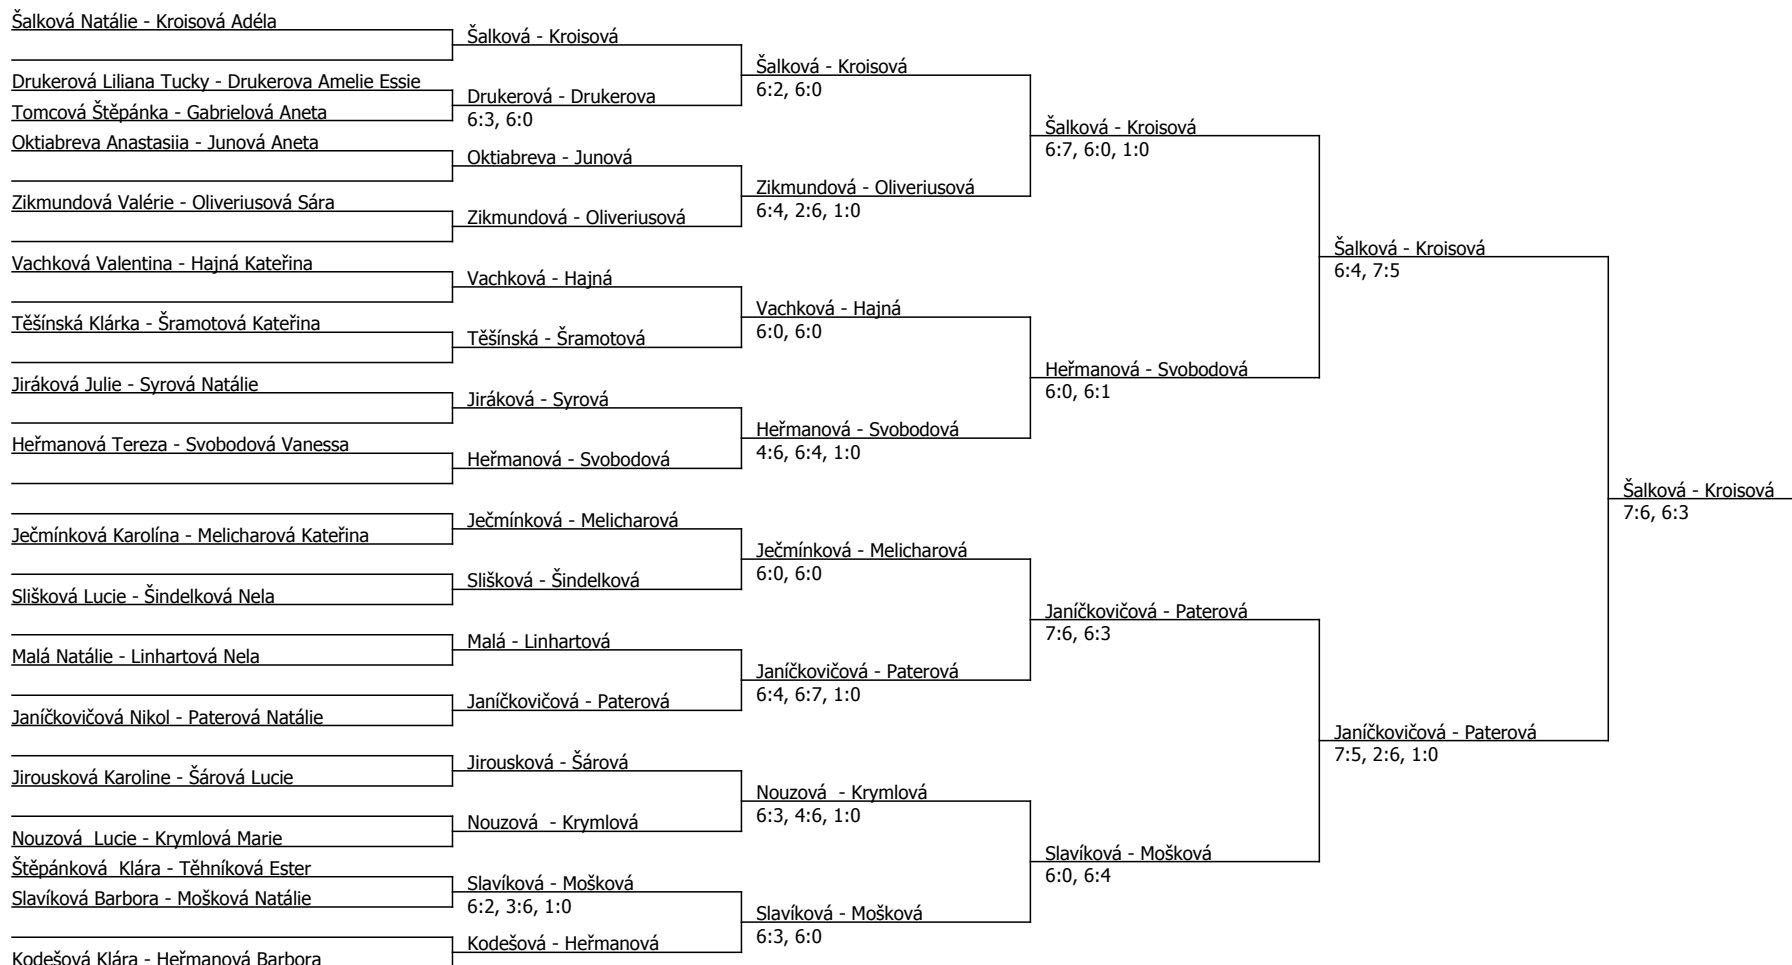 Šalková Natálie - Kroisová Adéla
Drukerová Liliana Tucky - Drukerova Amelie Essie
Tomcová Štěpánka - Gabrielová Aneta
Oktiabreva Anastasiia - Junová Aneta
Zikmundová Valérie - Oliveriusová Sára
Vachková Valentina - Hajná Kateřina
Těšínská Klárka - Šramotová Kateřina
Jiráková Julie - Syrová Natálie
Heřmanová Tereza - Svobodová Vanessa
Ječmínková Karolína - Melicharová Kateřina
Slišková Lucie - Šindelková Nela
Malá Natálie - Linhartová Nela
Janíčkovičová Nikol - Paterová Natálie
Jirousková Karoline - Šárová Lucie
Nouzová  Lucie - Krymlová Marie
Štěpánková  Klára - Těhníková Ester
Slavíková Barbora - Mošková Natálie
Kodešová Klára - Heřmanová Barbora
Šalková - Kroisová
Drukerová - Drukerova
6:3, 6:0
Oktiabreva - Junová
Zikmundová - Oliveriusová
Vachková - Hajná
Těšínská - Šramotová
Jiráková - Syrová
Heřmanová - Svobodová
Ječmínková - Melicharová
Slišková - Šindelková
Malá - Linhartová
Janíčkovičová - Paterová
Jirousková - Šárová
Nouzová  - Krymlová
Slavíková - Mošková
6:2, 3:6, 1:0
Kodešová - Heřmanová
Šalková - Kroisová
6:2, 6:0
Zikmundová - Oliveriusová
6:4, 2:6, 1:0
Vachková - Hajná
6:0, 6:0
Heřmanová - Svobodová
4:6, 6:4, 1:0
Ječmínková - Melicharová
6:0, 6:0
Janíčkovičová - Paterová
6:4, 6:7, 1:0
Nouzová  - Krymlová
6:3, 4:6, 1:0
Slavíková - Mošková
6:3, 6:0
Šalková - Kroisová
6:7, 6:0, 1:0
Heřmanová - Svobodová
6:0, 6:1
Janíčkovičová - Paterová
7:6, 6:3
Slavíková - Mošková
6:0, 6:4
Šalková - Kroisová
6:4, 7:5
Janíčkovičová - Paterová
7:5, 2:6, 1:0
Šalková - Kroisová
7:6, 6:3